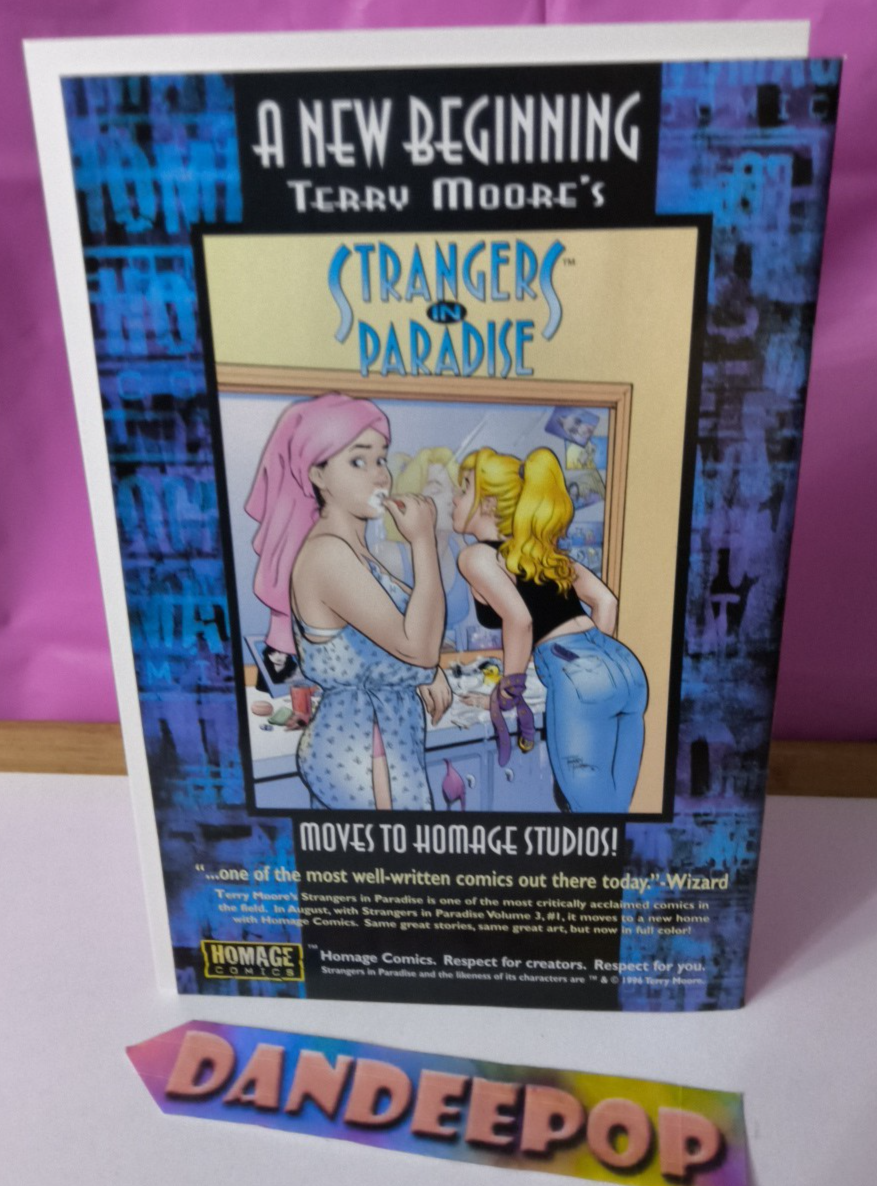 A NEW BEGINNING
TERRY MOORE'S
STRANGERS™
IN
PARADISE
MOVES TO HOMAGE STUDIOS!
“...one of the most well-written comics out there today.”-Wizard
Terry Moore's Strangers in Paradise is one of the most critically acclaimed comics in
the field. In August, with Strangers in Paradise Volume 3, #1, it moves to a new home
with Homage Comics. Same great stories, same great art, but now in full color!
HOMAGE™
COMICS
Homage Comics. Respect for creators. Respect for you.
Strangers in Paradise and the likeness of its characters are ™ & © 1996 Terry Moore.
DANDEEPOP